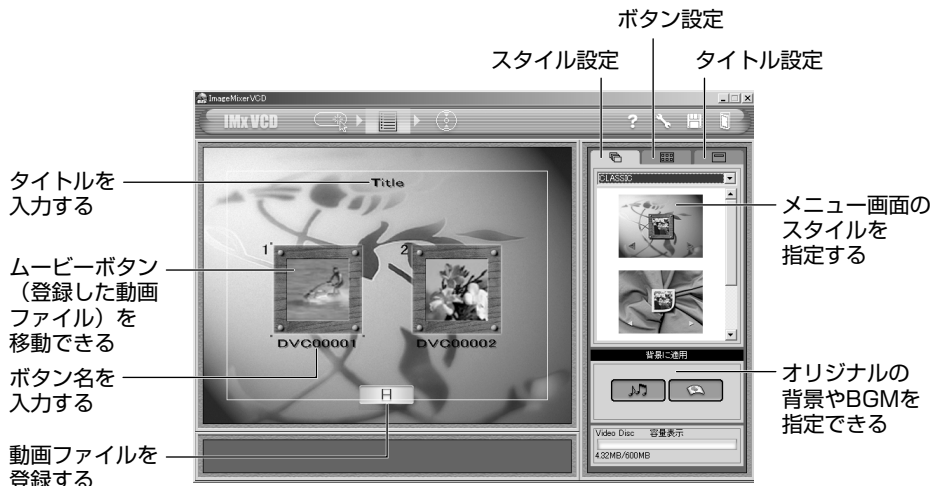 ボタン設定
スタイル設定
タイトル設定
ImageMixerVCD
IMxVCD
?
CLASSIC
タイトルを
入力する
Title
メニュー画面の
スタイルを
指定する
1
2
ムービーボタン
（登録した動画
ファイル）を
移動できる
DVC00001
DVC00002
背景に適用
ボタン名を
入力する
オリジナルの
背景やBGMを
指定できる
Video Disc 容量表示
4.32MB/600MB
動画ファイルを
登録する